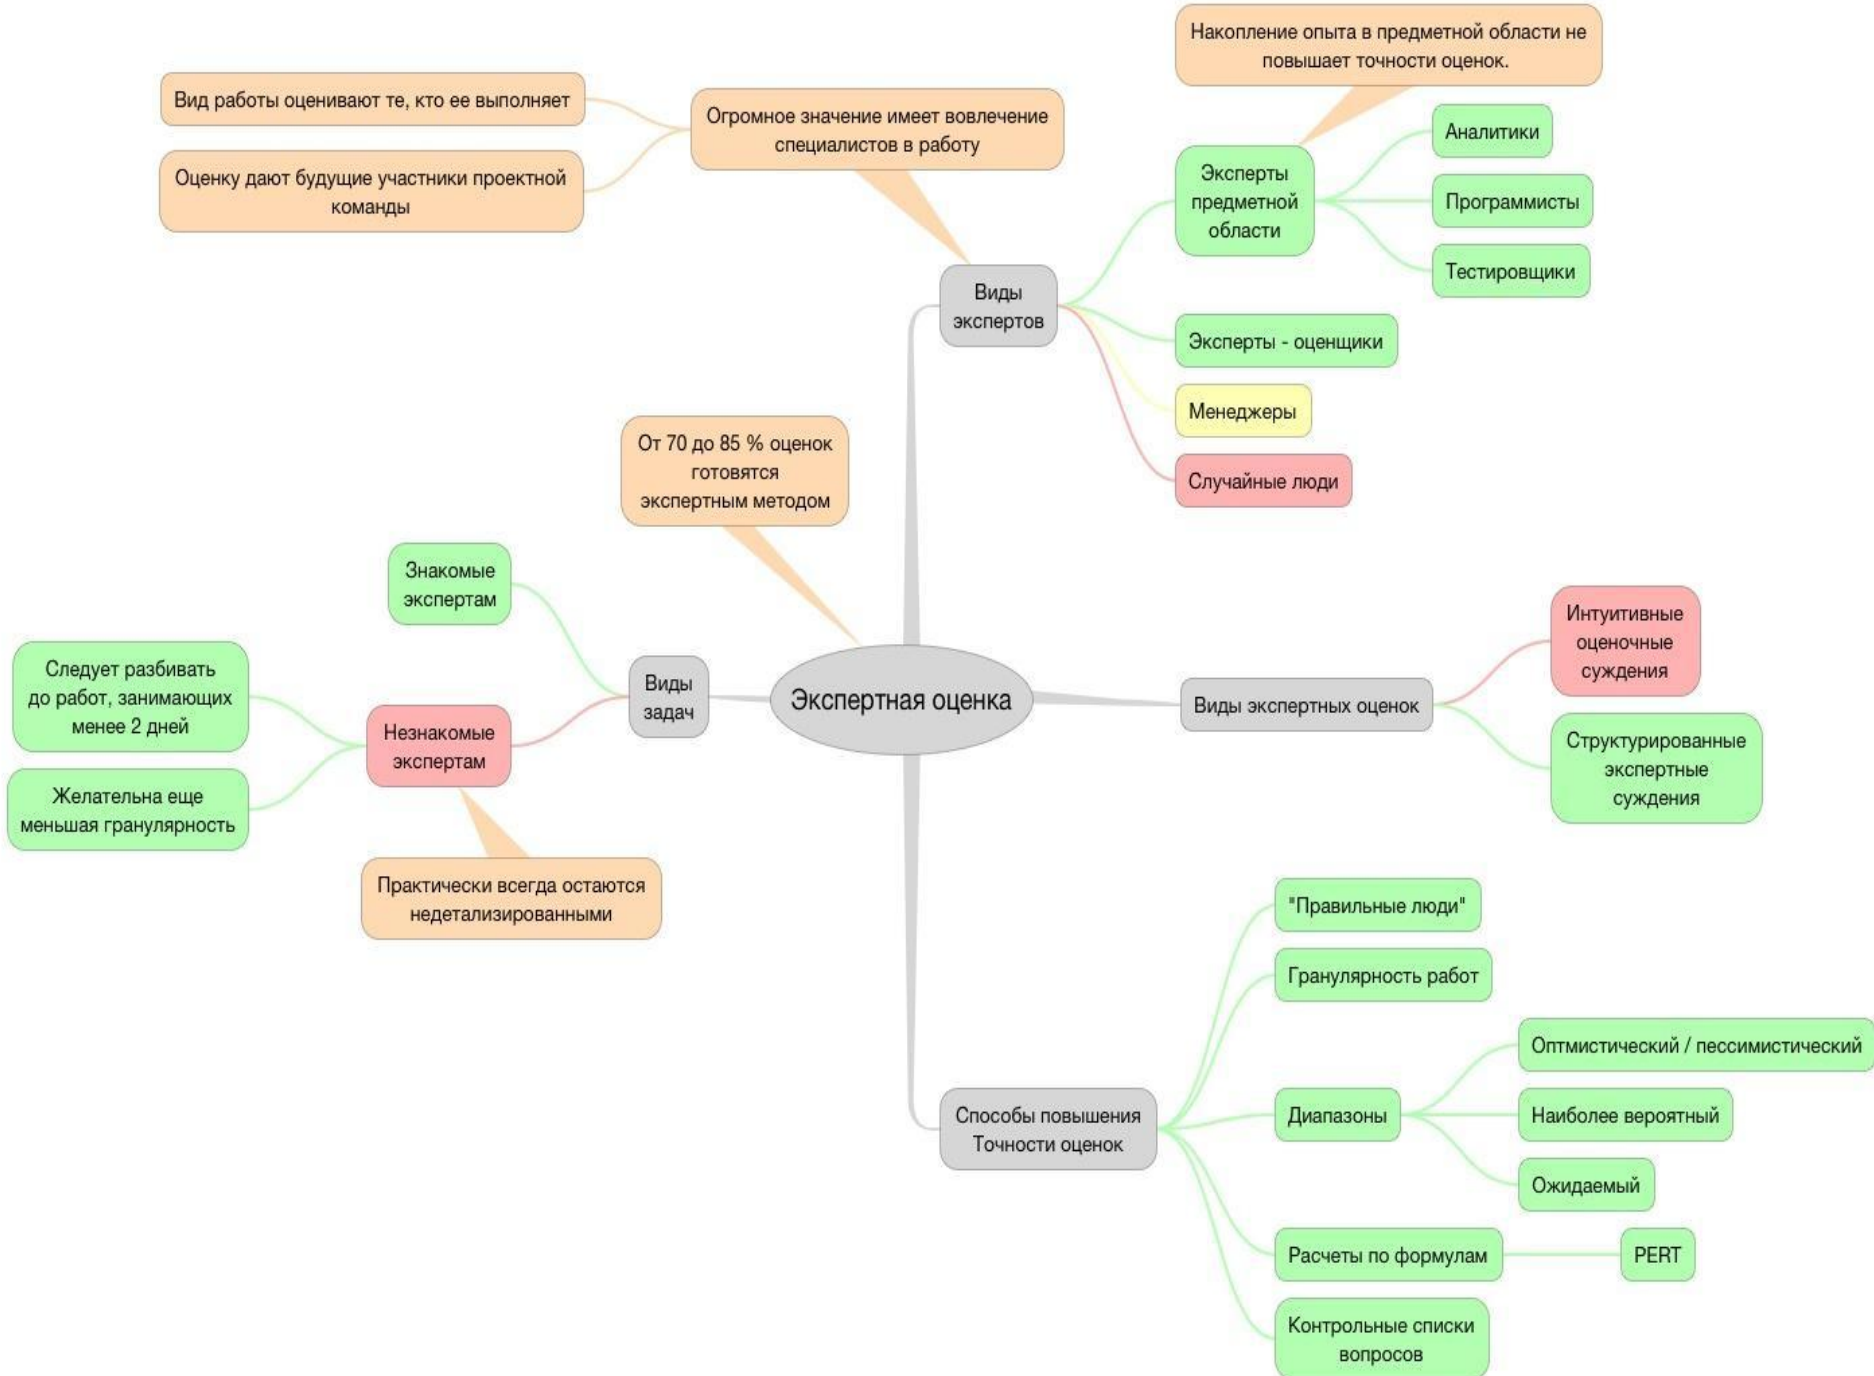 Накопление опыта в предметной области не
повышает точности оценок.
Вид работы оценивают те, кто ее выполняет
Огромное значение имеет вовлечение
специалистов в работу
Оценку дают будущие участники проектной
команды
Аналитики
Эксперты
предметной
области
Программисты
Тестировщики
Виды
экспертов
Эксперты - оценщики
Менеджеры
Случайные люди
От 70 до 85 % оценок
готовятся
экспертным методом
Знакомые
экспертам
Следует разбивать
до работ, занимающих
менее 2 дней
Виды
задач
Незнакомые
экспертам
Желательна еще
меньшая гранулярность
Практически всегда остаются
недетализированными
Экспертная оценка
Виды экспертных оценок
Интуитивные
оценочные
суждения
Структурированные
экспертные
суждения
Способы повышения
Точности оценок
"Правильные люди"
Гранулярность работ
Диапазоны
Оптмистический / пессимистический
Наиболее вероятный
Ожидаемый
Расчеты по формулам
PERT
Контрольные списки
вопросов